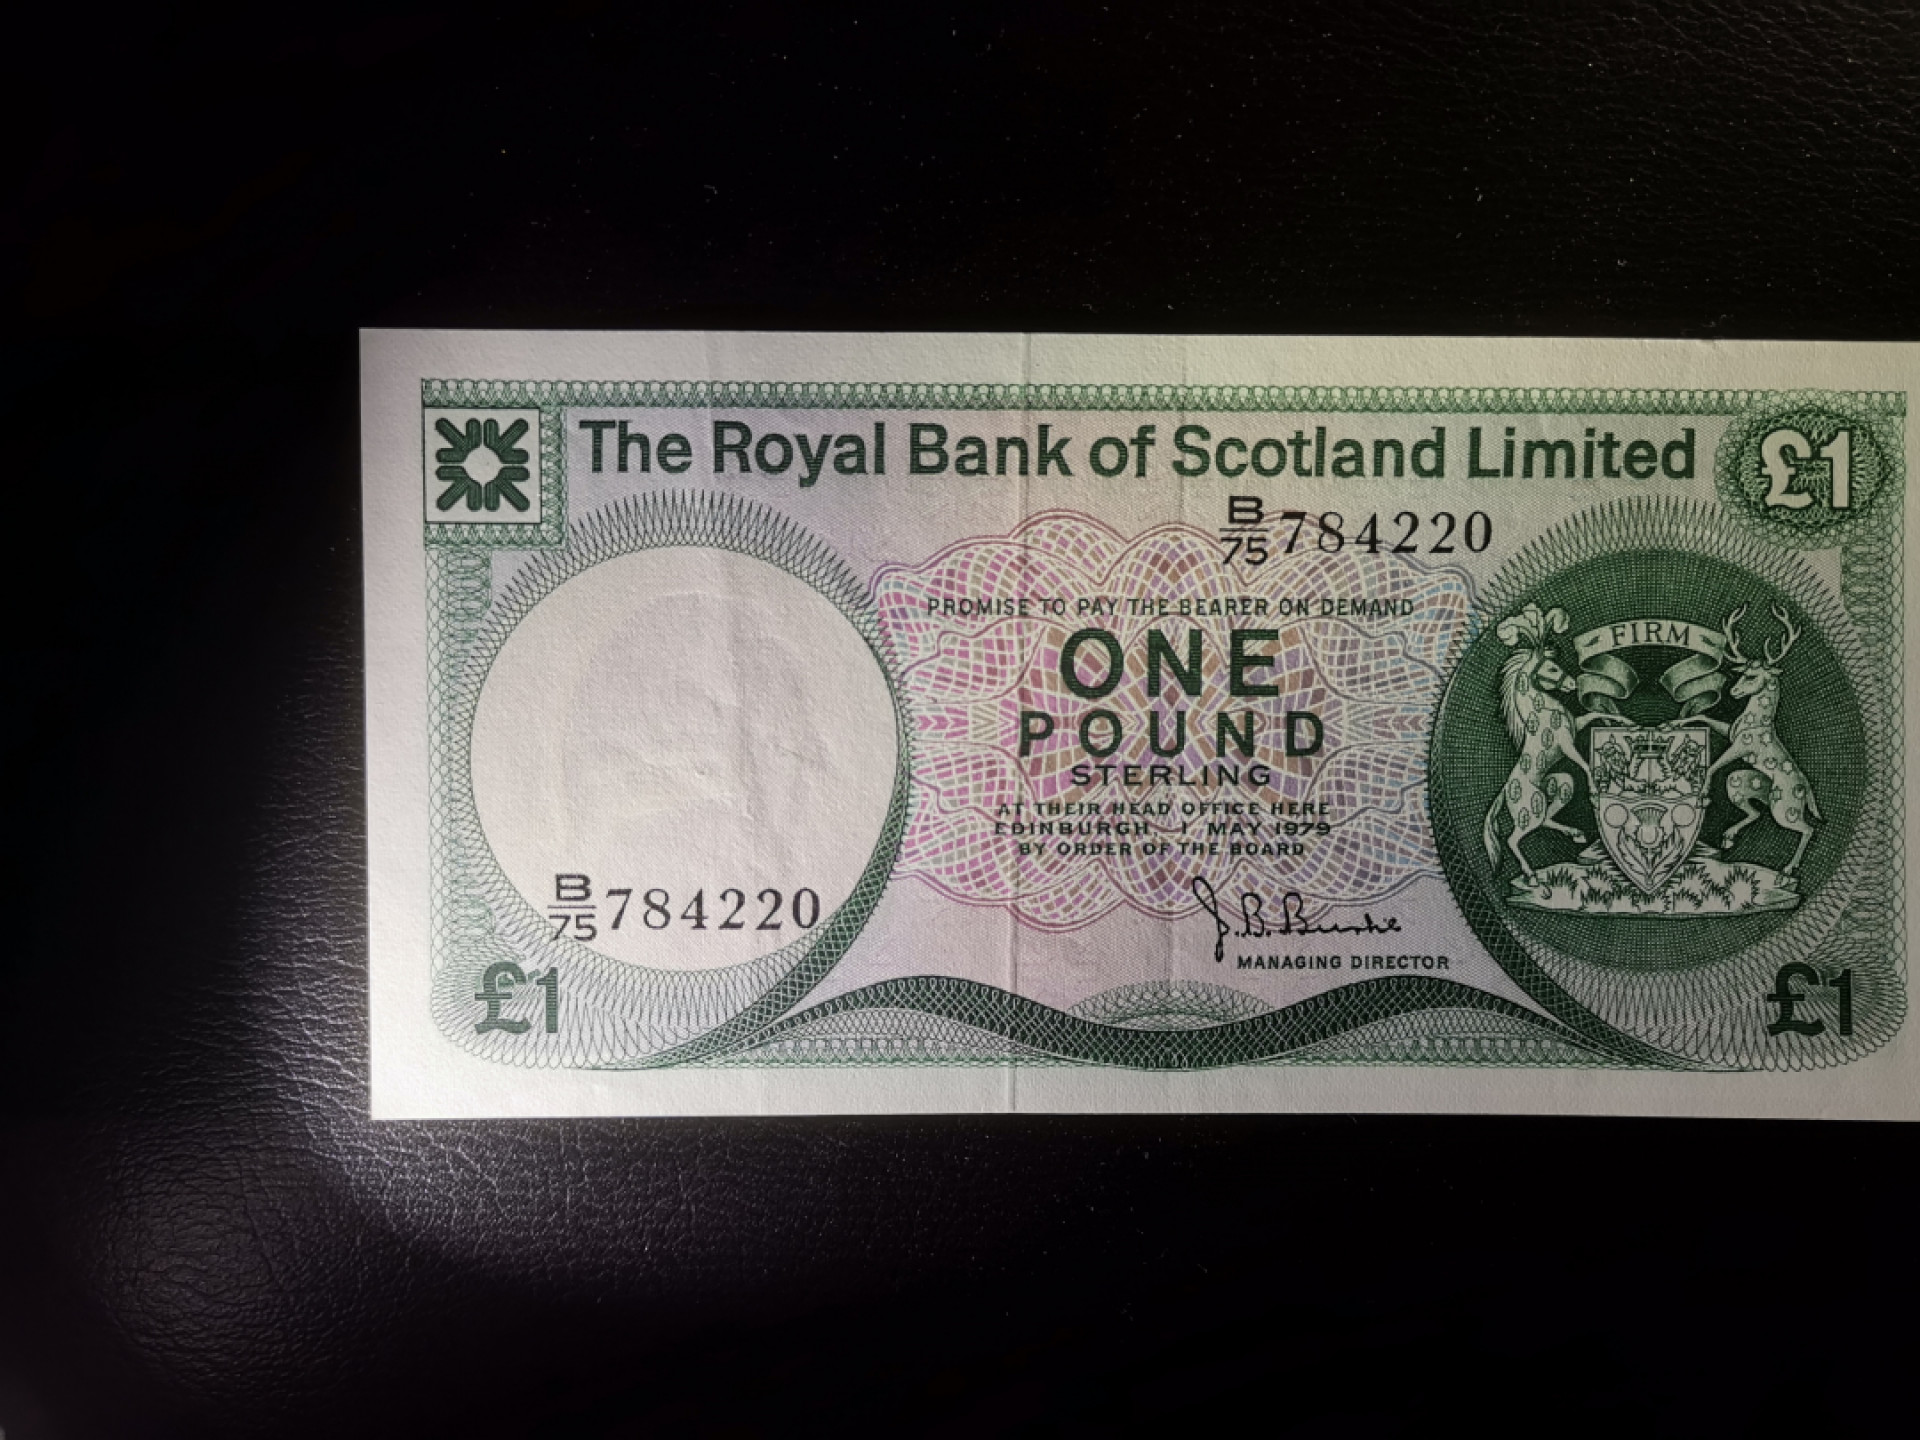 The Royal Bank of Scotland Limited
£1
B/75 784220
PROMISE TO PAY THE BEARER ON DEMAND
ONE
POUND
STERLING
AT THEIR HEAD OFFICE HERE
EDINBURGH, 1 MAY 1979
BY ORDER OF THE BOARD
FIRM
B/75 784220
J. B. Burke
MANAGING DIRECTOR
£1
£1